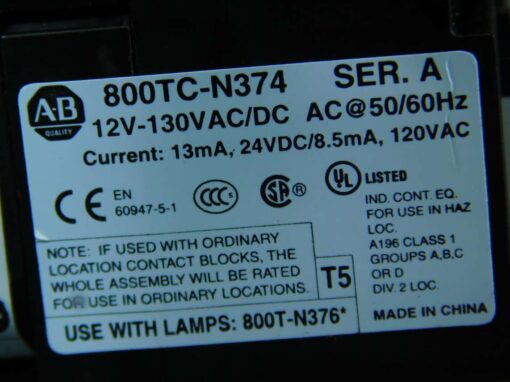 A-B
QUALITY
800TC-N374 SER. A
12V-130VAC/DC AC@50/60Hz
Current: 13mA, 24VDC/8.5mA, 120VAC
CE EN
60947-5-1
CCC S
SA
UL LISTED
IND. CONT. EQ.
FOR USE IN HAZ
LOC.
A196 CLASS 1
GROUPS A,B,C
OR D
DIV. 2 LOC.
NOTE: IF USED WITH ORDINARY
LOCATION CONTACT BLOCKS, THE
WHOLE ASSEMBLY WILL BE RATED
FOR USE IN ORDINARY LOCATIONS.
T5
USE WITH LAMPS: 800T-N376*
MADE IN CHINA